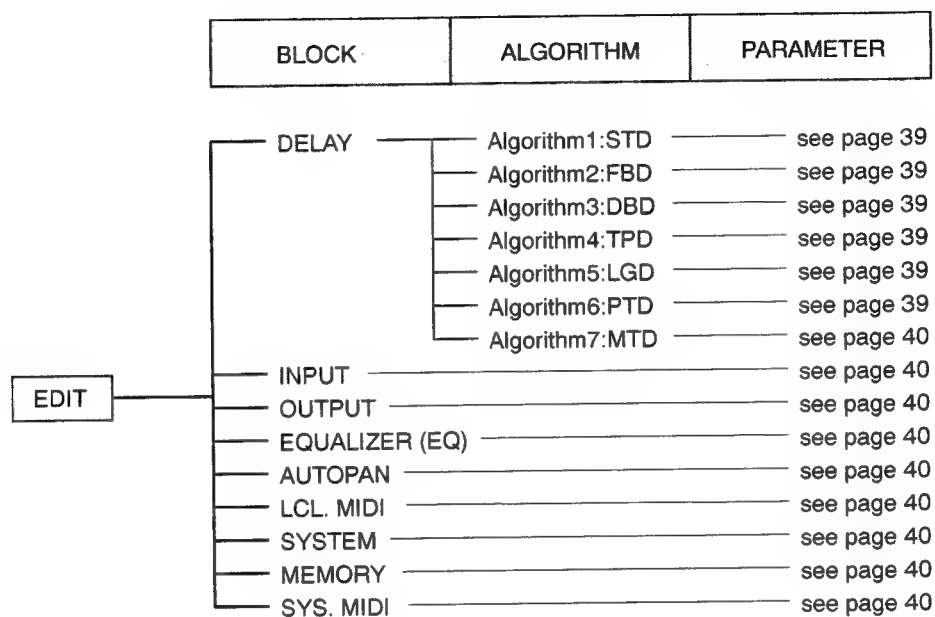 BLOCK ALGORITHM PARAMETER
DELAY Algorithm1:STD see page 39
Algorithm2:FBD see page 39
Algorithm3:DBD see page 39
Algorithm4:TPD see page 39
Algorithm5:LGD see page 39
Algorithm6:PTD see page 39
Algorithm7:MTD see page 40
INPUT see page 40
EDIT
OUTPUT see page 40
EQUALIZER (EQ) see page 40
AUTOPAN see page 40
LCL. MIDI see page 40
SYSTEM see page 40
MEMORY see page 40
SYS. MIDI see page 40